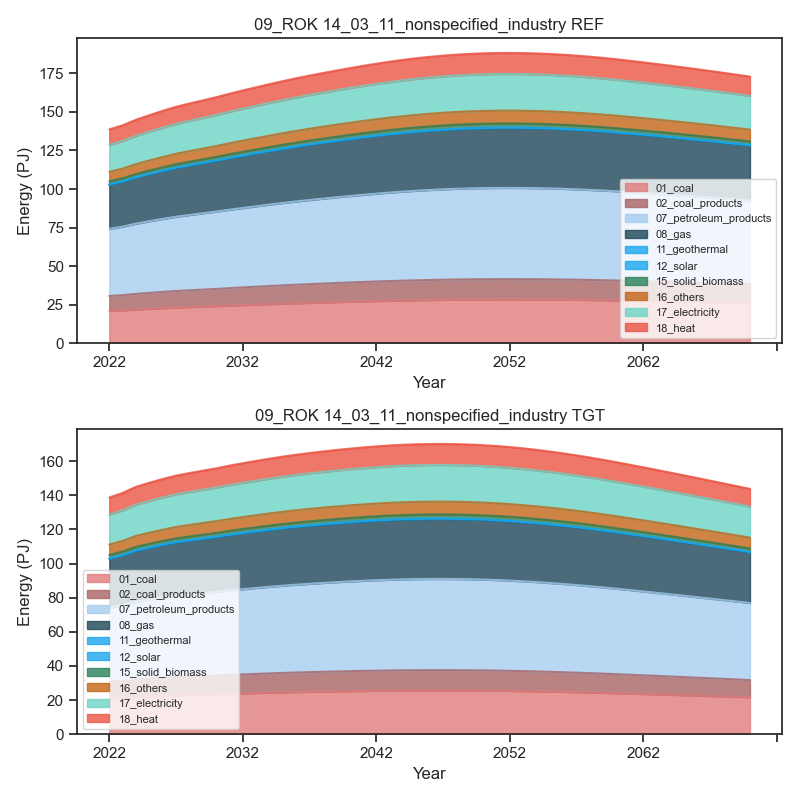 09_ROK 14_03_11_nonspecified_industry REF
Energy (PJ)
175
150
125
100
75
50
25
0
01_coal
02_coal_products
07_petroleum_products
08_gas
11_geothermal
12_solar
15_solid_biomass
16_others
17_electricity
18_heat
2022 2032 2042 2052 2062
Year
09_ROK 14_03_11_nonspecified_industry TGT
Energy (PJ)
160
140
120
100
80
60
40
20
0
01_coal
02_coal_products
07_petroleum_products
08_gas
11_geothermal
12_solar
15_solid_biomass
16_others
17_electricity
18_heat
2022 2032 2042 2052 2062
Year